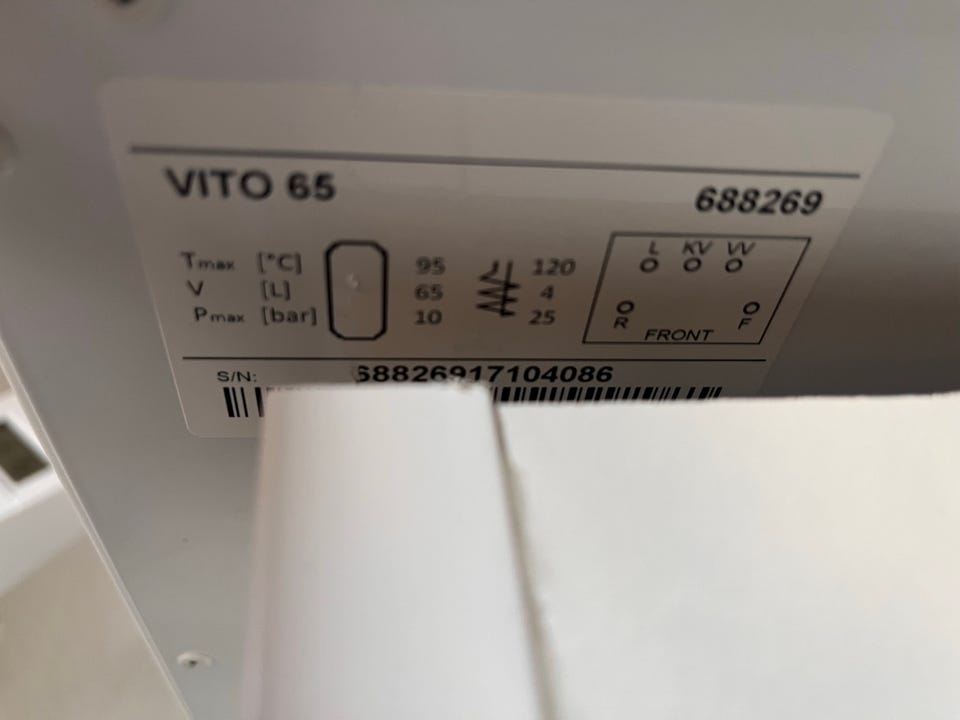 VITO 65 688269
Tmax [°C] 95 120
V [L] 65 4
Pmax [bar] 10 25
L KV VV
R F
FRONT
S/N: 68826917104086